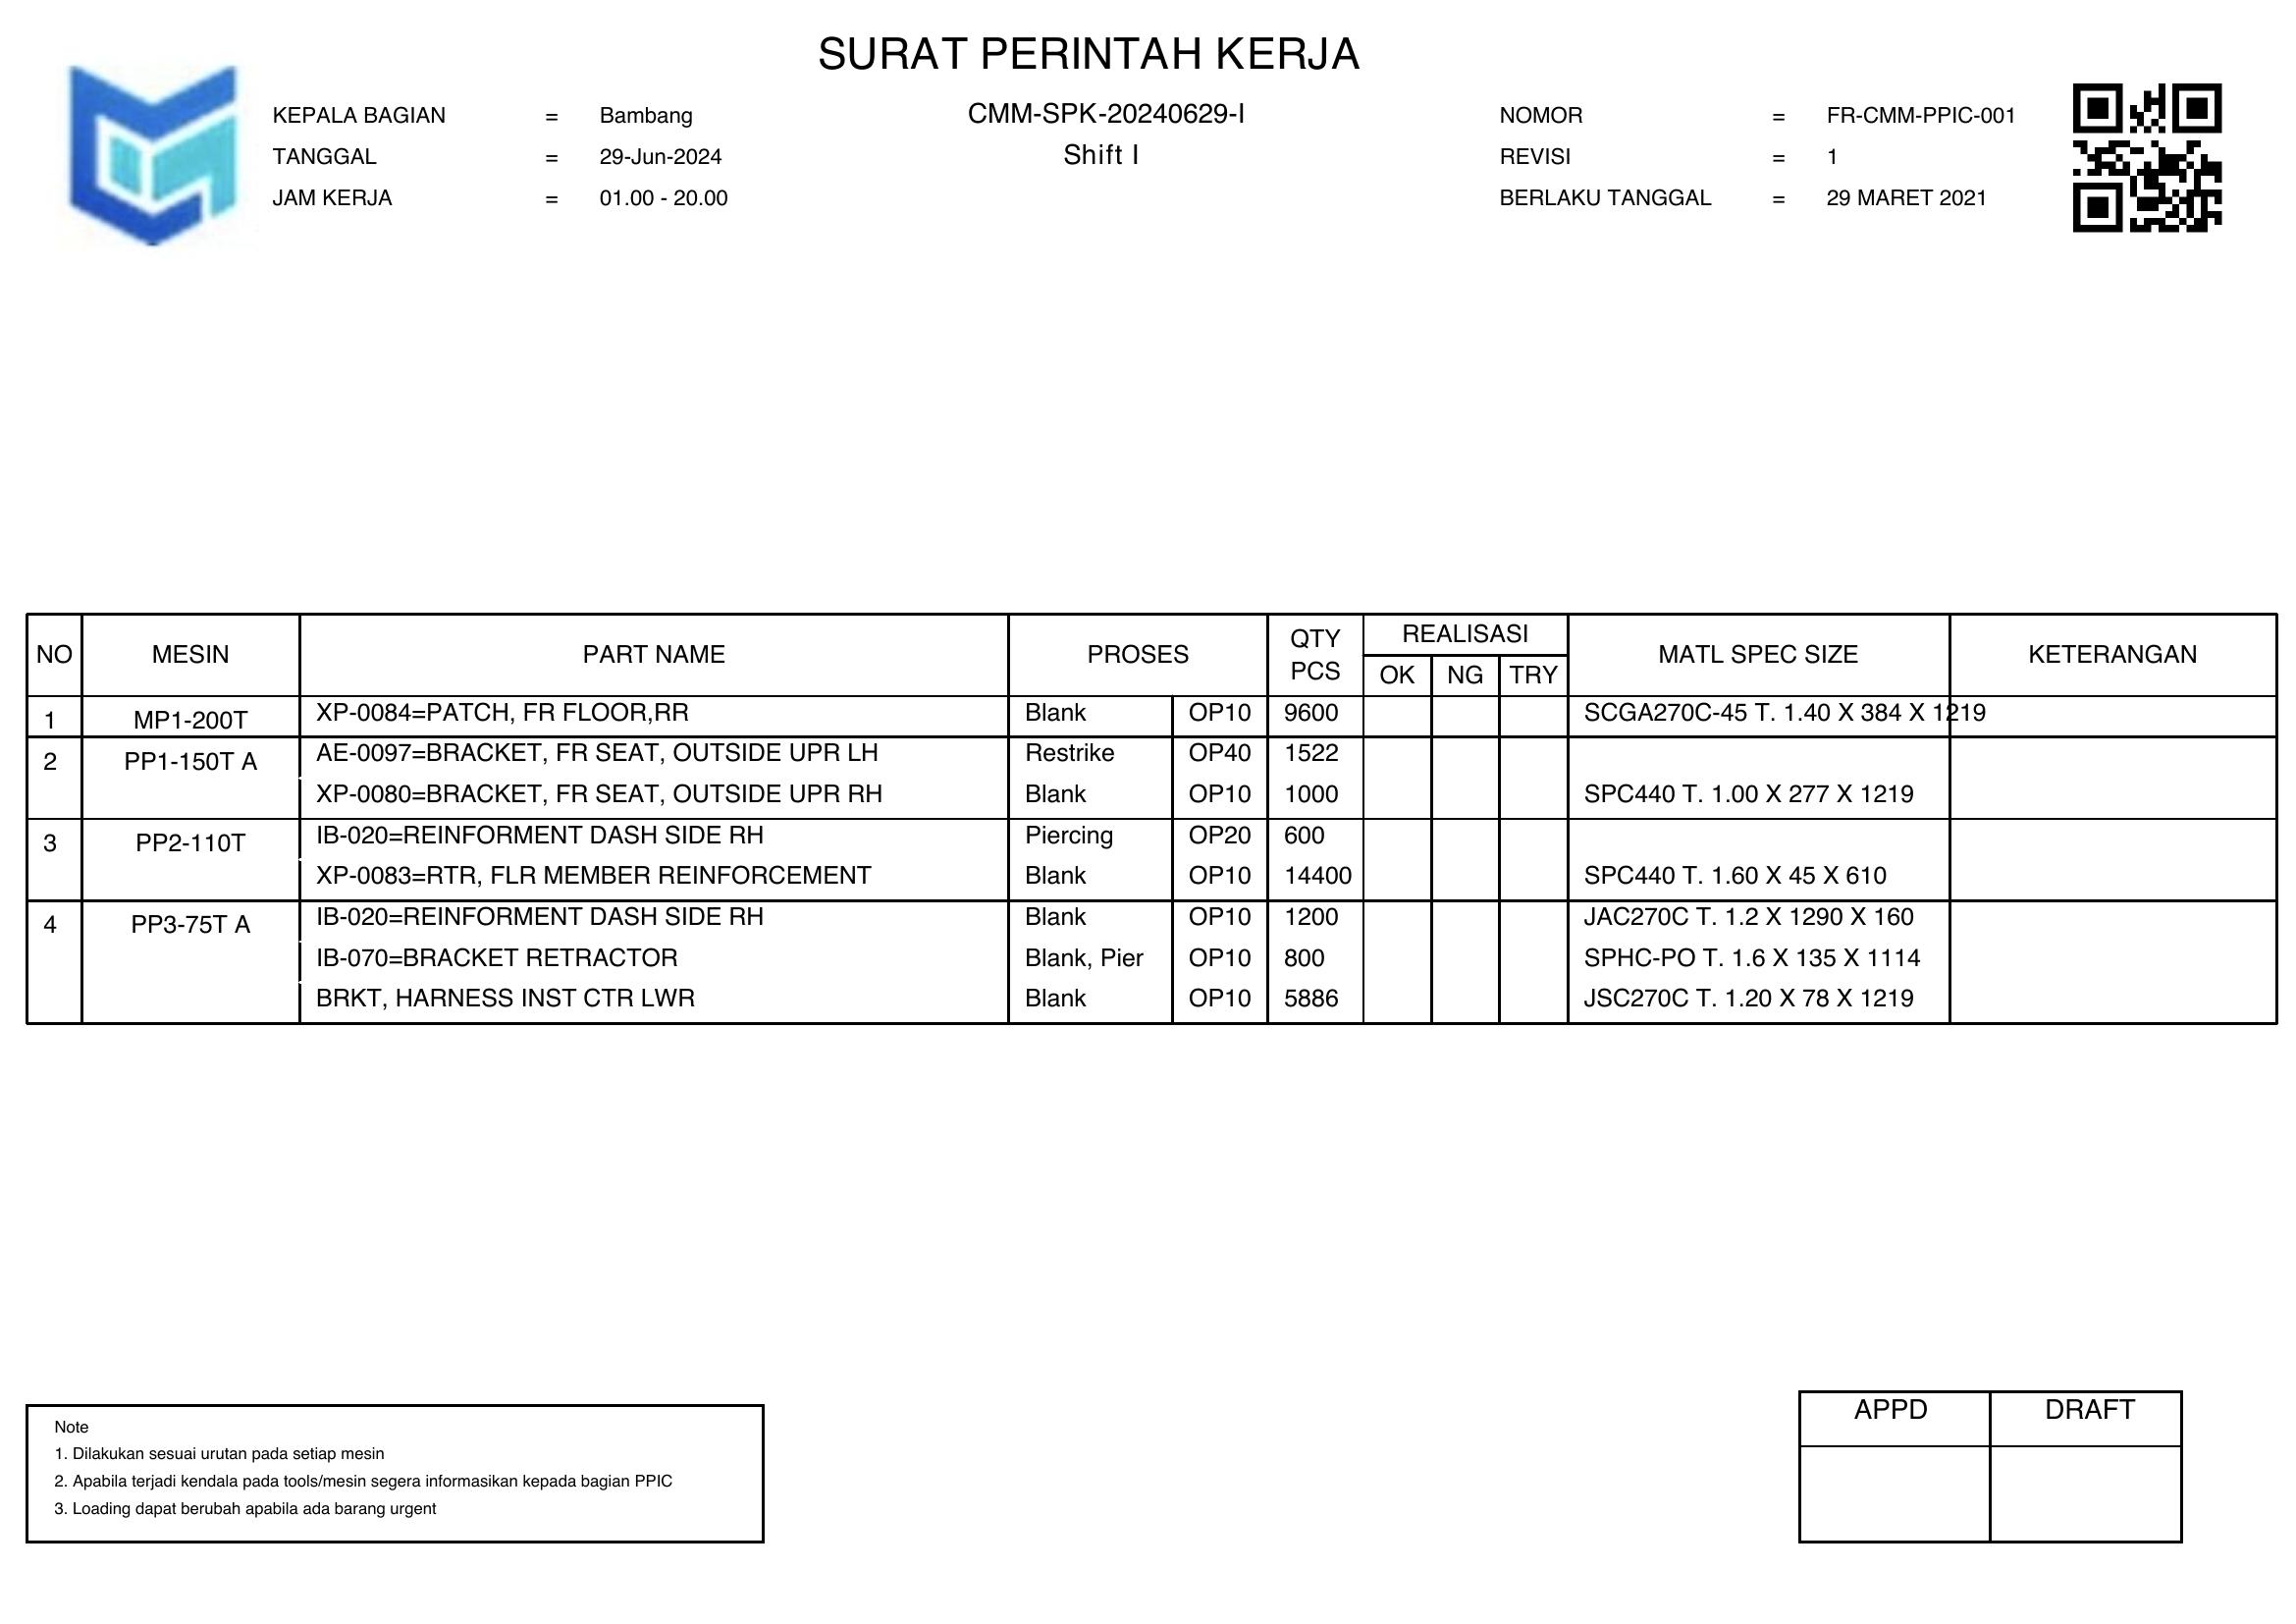 SURAT PERINTAH KERJA
KEPALA BAGIAN = Bambang CMM-SPK-20240629-I NOMOR = FR-CMM-PPIC-001
TANGGAL = 29-Jun-2024 Shift I REVISI = 1
JAM KERJA = 01.00 - 20.00 BERLAKU TANGGAL = 29 MARET 2021
NO MESIN PART NAME PROSES QTY PCS REALISASI OK NG TRY MATL SPEC SIZE KETERANGAN
1 MP1-200T XP-0084=PATCH, FR FLOOR,RR Blank OP10 9600 SCGA270C-45 T. 1.40 X 384 X 1219
2 PP1-150T A AE-0097=BRACKET, FR SEAT, OUTSIDE UPR LH Restrike OP40 1522
XP-0080=BRACKET, FR SEAT, OUTSIDE UPR RH Blank OP10 1000 SPC440 T. 1.00 X 277 X 1219
3 PP2-110T IB-020=REINFORMENT DASH SIDE RH Piercing OP20 600
XP-0083=RTR, FLR MEMBER REINFORCEMENT Blank OP10 14400 SPC440 T. 1.60 X 45 X 610
4 PP3-75T A IB-020=REINFORMENT DASH SIDE RH Blank OP10 1200 JAC270C T. 1.2 X 1290 X 160
IB-070=BRACKET RETRACTOR Blank, Pier OP10 800 SPHC-PO T. 1.6 X 135 X 1114
BRKT, HARNESS INST CTR LWR Blank OP10 5886 JSC270C T. 1.20 X 78 X 1219
Note
1. Dilakukan sesuai urutan pada setiap mesin
2. Apabila terjadi kendala pada tools/mesin segera informasikan kepada bagian PPIC
3. Loading dapat berubah apabila ada barang urgent
APPD DRAFT